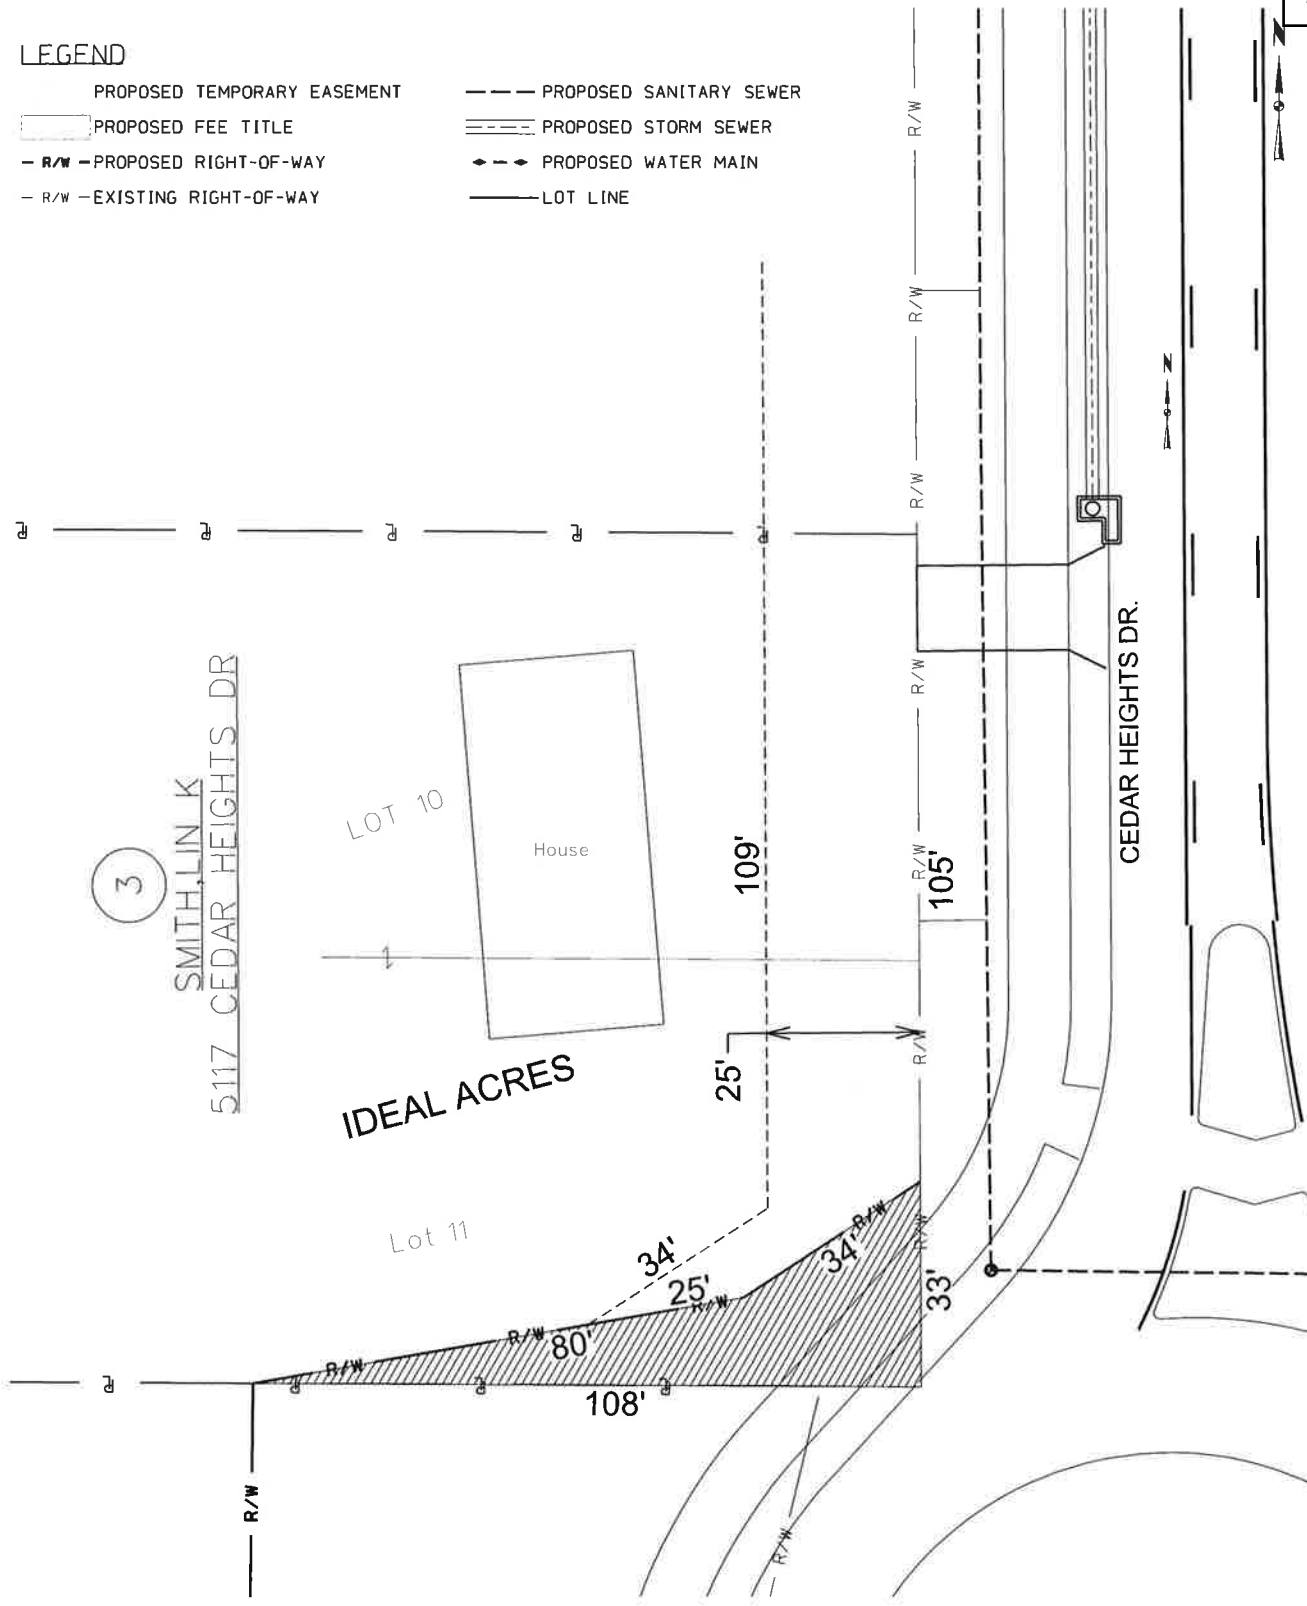 LEGEND
PROPOSED TEMPORARY EASEMENT
PROPOSED FEE TITLE
R/W PROPOSED RIGHT-OF-WAY
R/W EXISTING RIGHT-OF-WAY
PROPOSED SANITARY SEWER
PROPOSED STORM SEWER
PROPOSED WATER MAIN
LOT LINE
N
N
R/W
R/W
R/W
R/W
R/W
R/W
R/W
CEDAR HEIGHTS DR.
3
SMITH,LIN K
5117 CEDAR HEIGHTS DR
LOT 10
House
109'
105'
25'
IDEAL ACRES
Lot 11
34'
25'
R/W
34'
R/W
33'
R/W
80'
R/W
108'
R/W
R/W